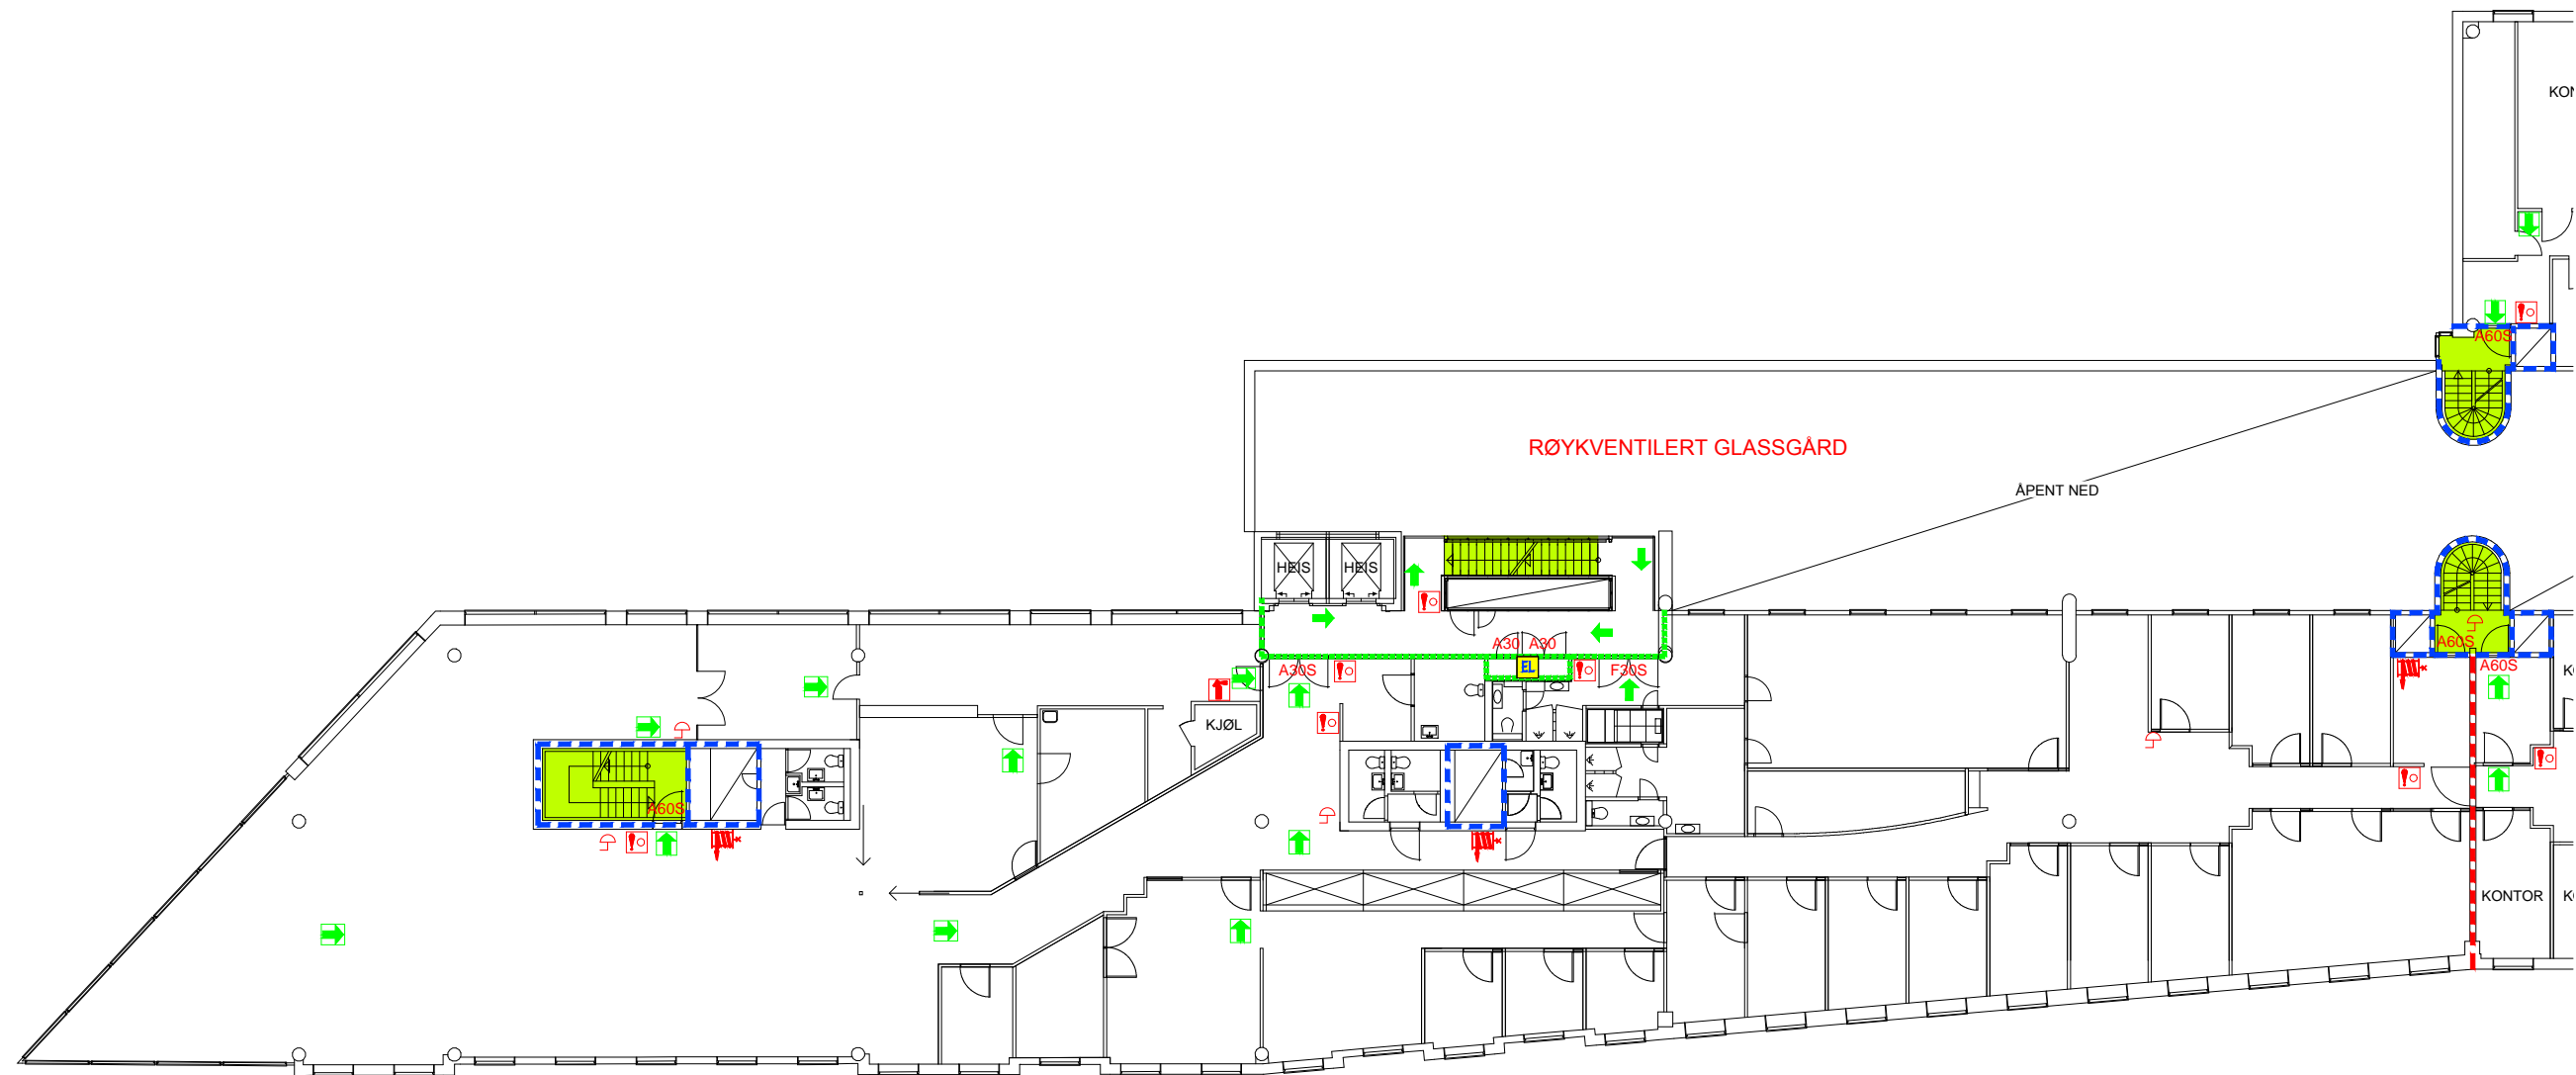 KON
A60S
RØYKVENTILERT GLASSGÅRD
ÅPENT NED
HEIS
HEIS
A30
A30
A60S
EL
A30S
F30S
A60S
KJØL
A60S
KONTOR